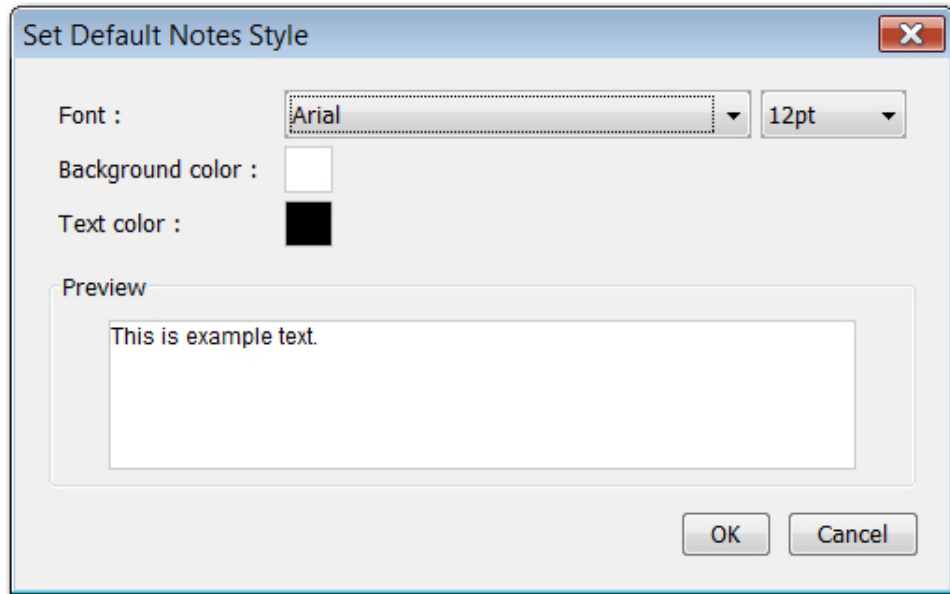 Set Default Notes Style
Font : Arial 12pt
Background color :
Text color :
Preview
This is example text.
OK Cancel